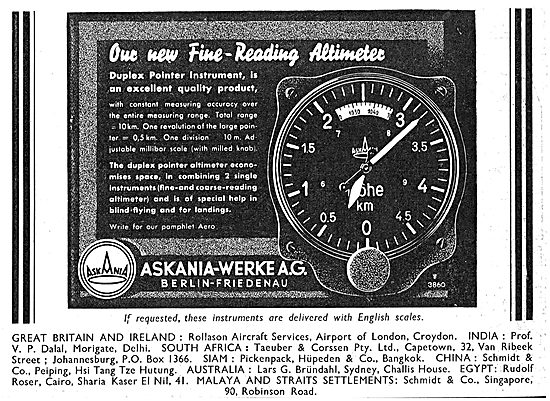 Our new Fine-Reading Altimeter
Duplex Pointer Instrument, is
an excellent quality product,
with constant measuring accuracy over
the entire measuring range. Total range
= 10km. One revolution of the large poin-
ter = 0,5 km. One division 10 m. Ad
justable millibar scale (with milled knob).
The duplex pointer altimeter econo-
mises space, in combining 2 single
instruments (fine-and coarse-reading
altimeter) and is of special help in
blind-flying and for landings.
Write for our pamphlet Aero
ASKANIA
ASKANIA-WERKE A.G.
BERLIN-FRIEDENAU
2
3
1.5
7
8
3.5
1
6
9
4
Höhe
km
0.5
4.5
0
3860
If requested, these instruments are delivered with English scales.
GREAT BRITAIN AND IRELAND : Rollason Aircraft Services, Airport of London, Croydon. INDIA : Prof.
V. P. Dalal, Morigate, Delhi. SOUTH AFRICA : Taeuber & Corssen Pty. Ltd., Capetown, 32, Van Ribeek
Street ; Johannesburg, P.O. Box 1366. SIAM : Pickenpack, Hüpeden & Co., Bangkok. CHINA : Schmidt &
Co., Peiping, Hsi Tang Tze Hutung. AUSTRALIA : Lars G. Bründahl, Sydney, Challis House. EGYPT: Rudolf
Roser, Cairo, Sharia Kaser El Nil, 41. MALAYA AND STRAITS SETTLEMENTS: Schmidt & Co., Singapore,
90, Robinson Road.